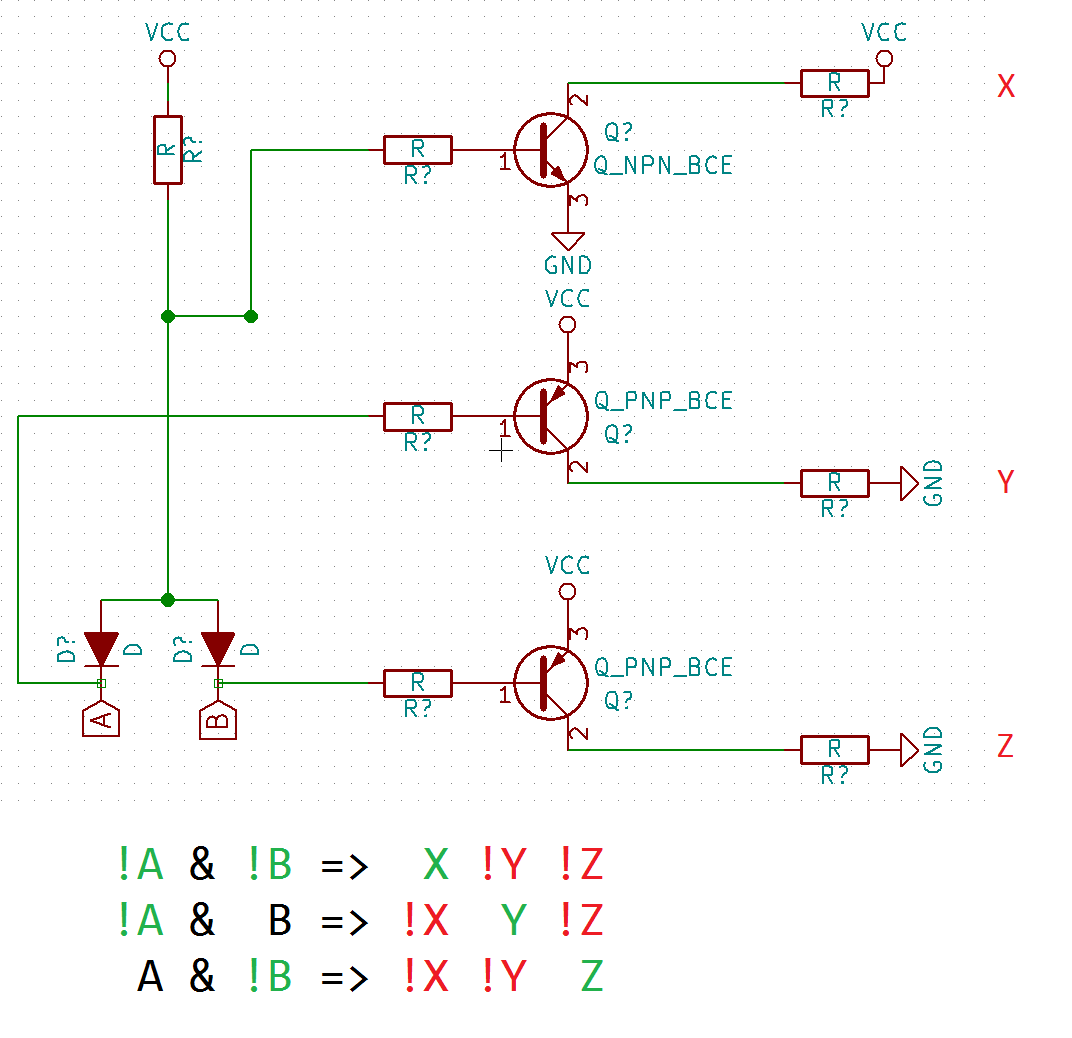 VCC
VCC
R
R?
X
R
R?
2
Q?
Q_NPN_BCE
R
R?
1
3
GND
VCC
3
Q_PNP_BCE
Q?
R
R?
1
2
R
R?
GND
Y
VCC
3
D?
D
D?
D
Q_PNP_BCE
Q?
R
R?
1
A
B
2
R
R?
GND
Z
!A & !B => X !Y !Z
!A & B => !X Y !Z
A & !B => !X !Y Z